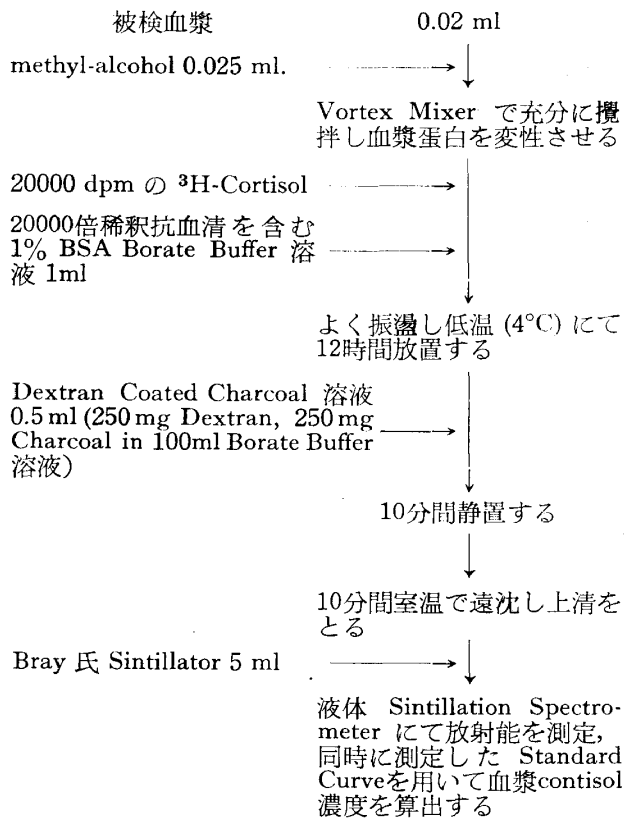 被検血漿 0.02 ml
methyl-alcohol 0.025 ml.
Vortex Mixer で充分に攪
拌し血漿蛋白を変性させる
20000 dpm の ³H-Cortisol
20000倍稀釈抗血清を含む
1% BSA Borate Buffer 溶
液 1ml
よく振盪し低温 (4°C) にて
12時間放置する
Dextran Coated Charcoal 溶液
0.5 ml (250 mg Dextran, 250 mg
Charcoal in 100ml Borate Buffer
溶液)
10分間静置する
10分間室温で遠沈し上清を
とる
Bray 氏 Sintillator 5 ml
液体 Sintillation Spectro-
meter にて放射能を測定,
同時に測定した Standard
Curveを用いて血漿contisol
濃度を算出する